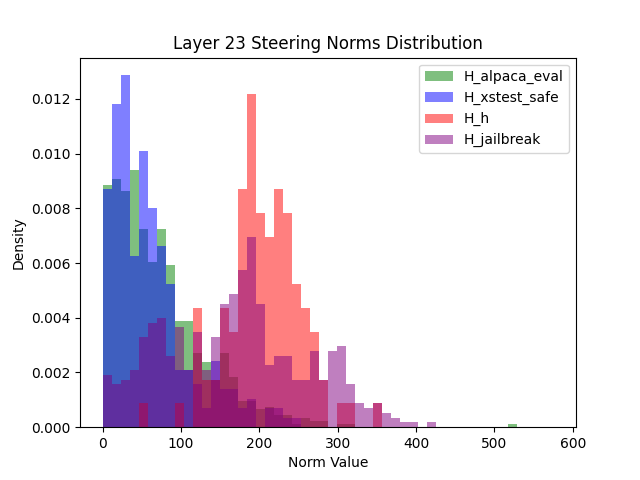 Layer 23 Steering Norms Distribution
H_alpaca_eval
H_xstest_safe
H_h
H_jailbreak
Density
0.012
0.010
0.008
0.006
0.004
0.002
0.000
0 100 200 300 400 500 600
Norm Value